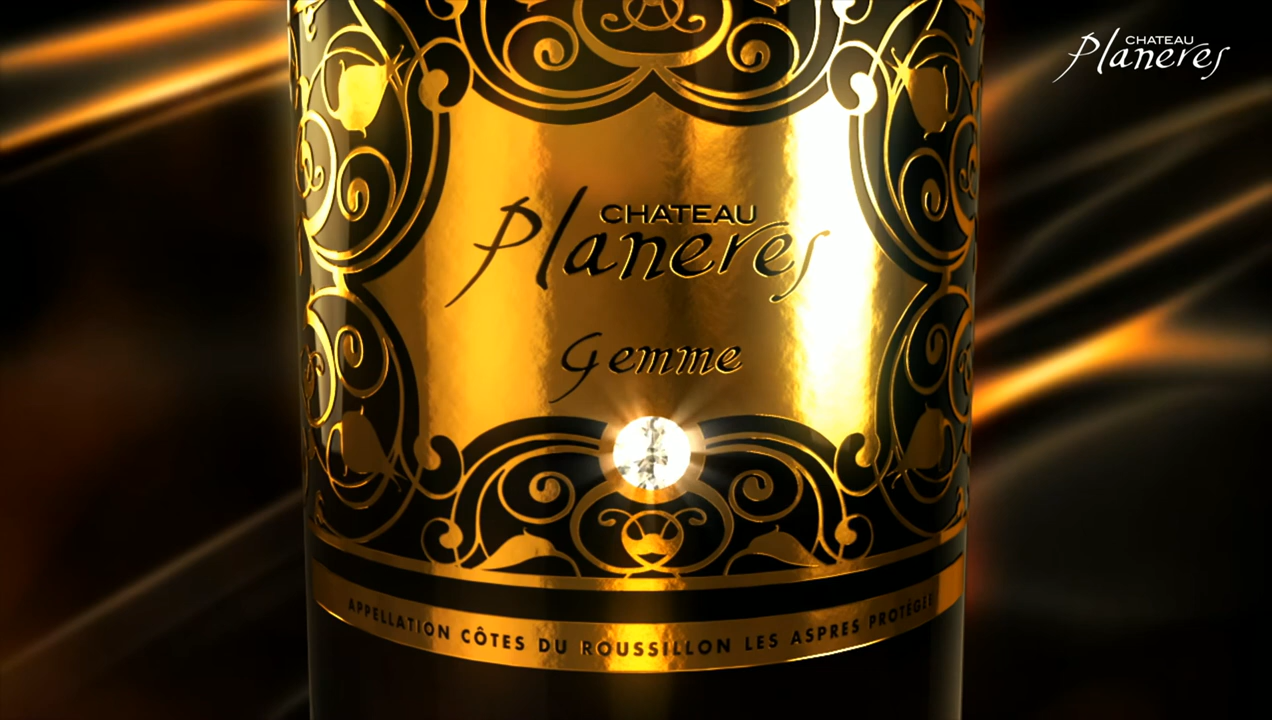 CHATEAU
Planeres
CHATEAU
Planeres
Gemme
APPELLATION CÔTES DU ROUSSILLON LES ASPRES PROTÉGÉE